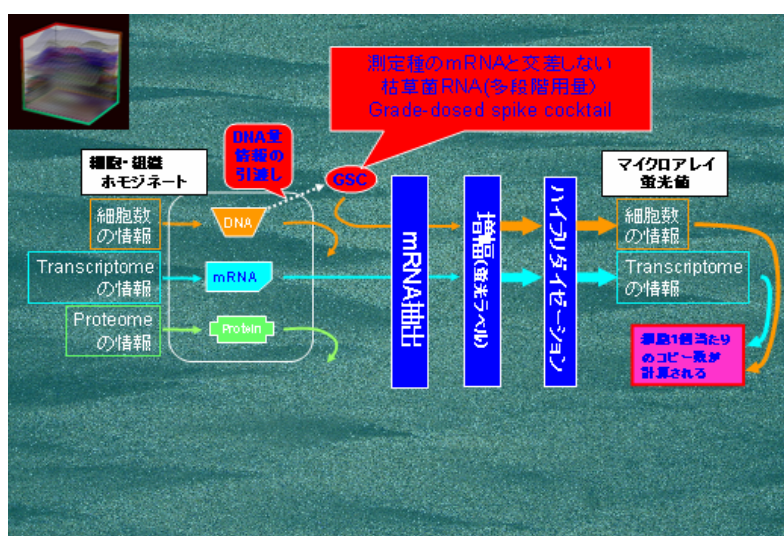 測定種のmRNAと交差しない
枯草菌RNA(多段階用量)
Grade-dosed spike cocktail
DNA量
情報の
引渡し
GSC
細胞・組織
ホモジネート
マイクロアレイ
蛍光値
細胞数
の情報
DNA
Transcriptome
の情報
mRNA
Proteome
の情報
Protein
mRNA抽出
増幅(蛍光ラベル)
ハイブリダイゼーション
細胞数
の情報
Transcriptome
の情報
細胞1個当たり
のコピー数が
計算される